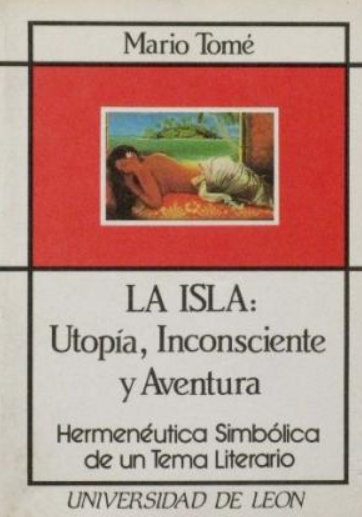 Mario Tomé
LA ISLA:
Utopía, Inconsciente
y Aventura
Hermenéutica Simbólica
de un Tema Literario
UNIVERSIDAD DE LEON